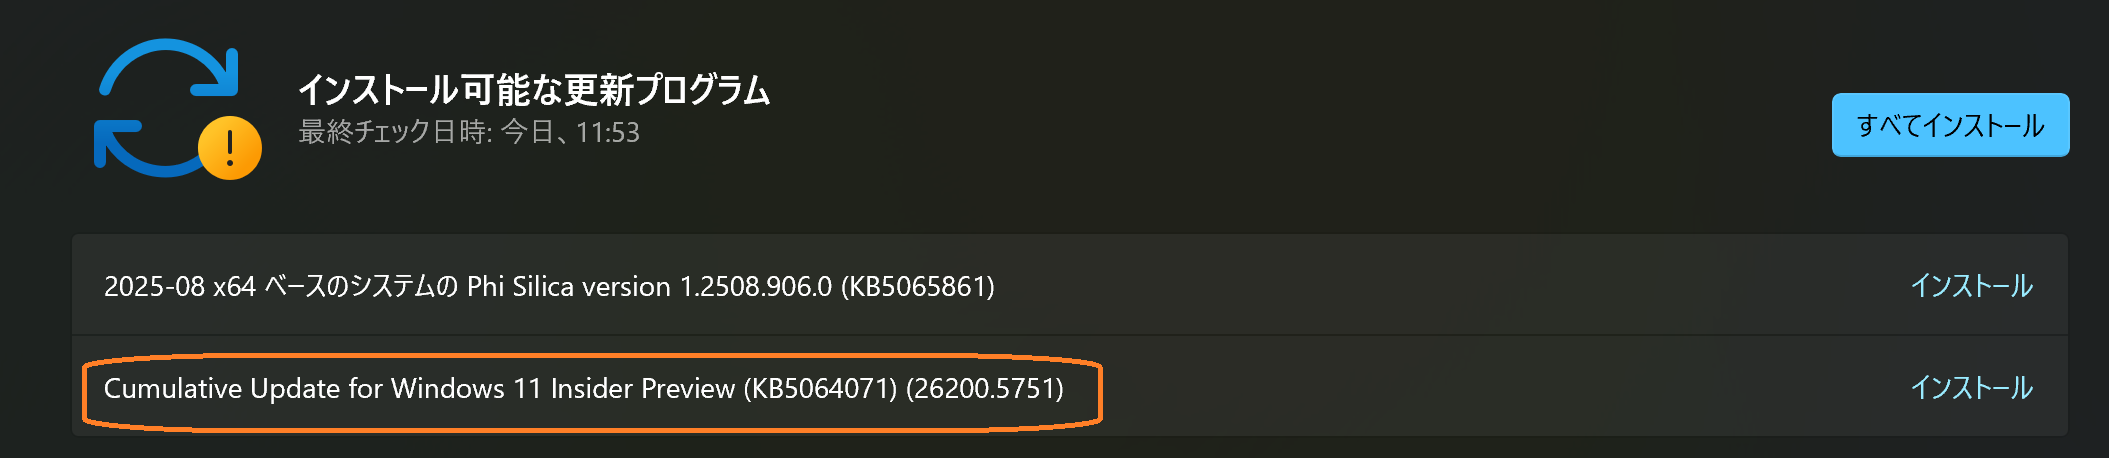 インストール可能な更新プログラム
最終チェック日時: 今日、11:53
すべてインストール
2025-08 x64 ベースのシステムの Phi Silica version 1.2508.906.0 (KB5065861)
インストール
Cumulative Update for Windows 11 Insider Preview (KB5064071) (26200.5751)
インストール